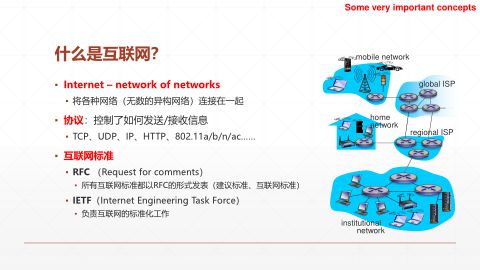 Some very important concepts
什么是互联网？
Internet – network of networks
将各种网络（无数的异构网络）连接在一起
协议：控制了如何发送/接收信息
TCP、UDP、IP、HTTP、802.11a/b/n/ac……
互联网标准
RFC （Request for comments）
所有互联网标准都以RFC的形式发表（建议标准、互联网标准）
IETF（Internet Engineering Task Force）
负责互联网的标准化工作
mobile network
global ISP
home
network
regional ISP
institutional
network